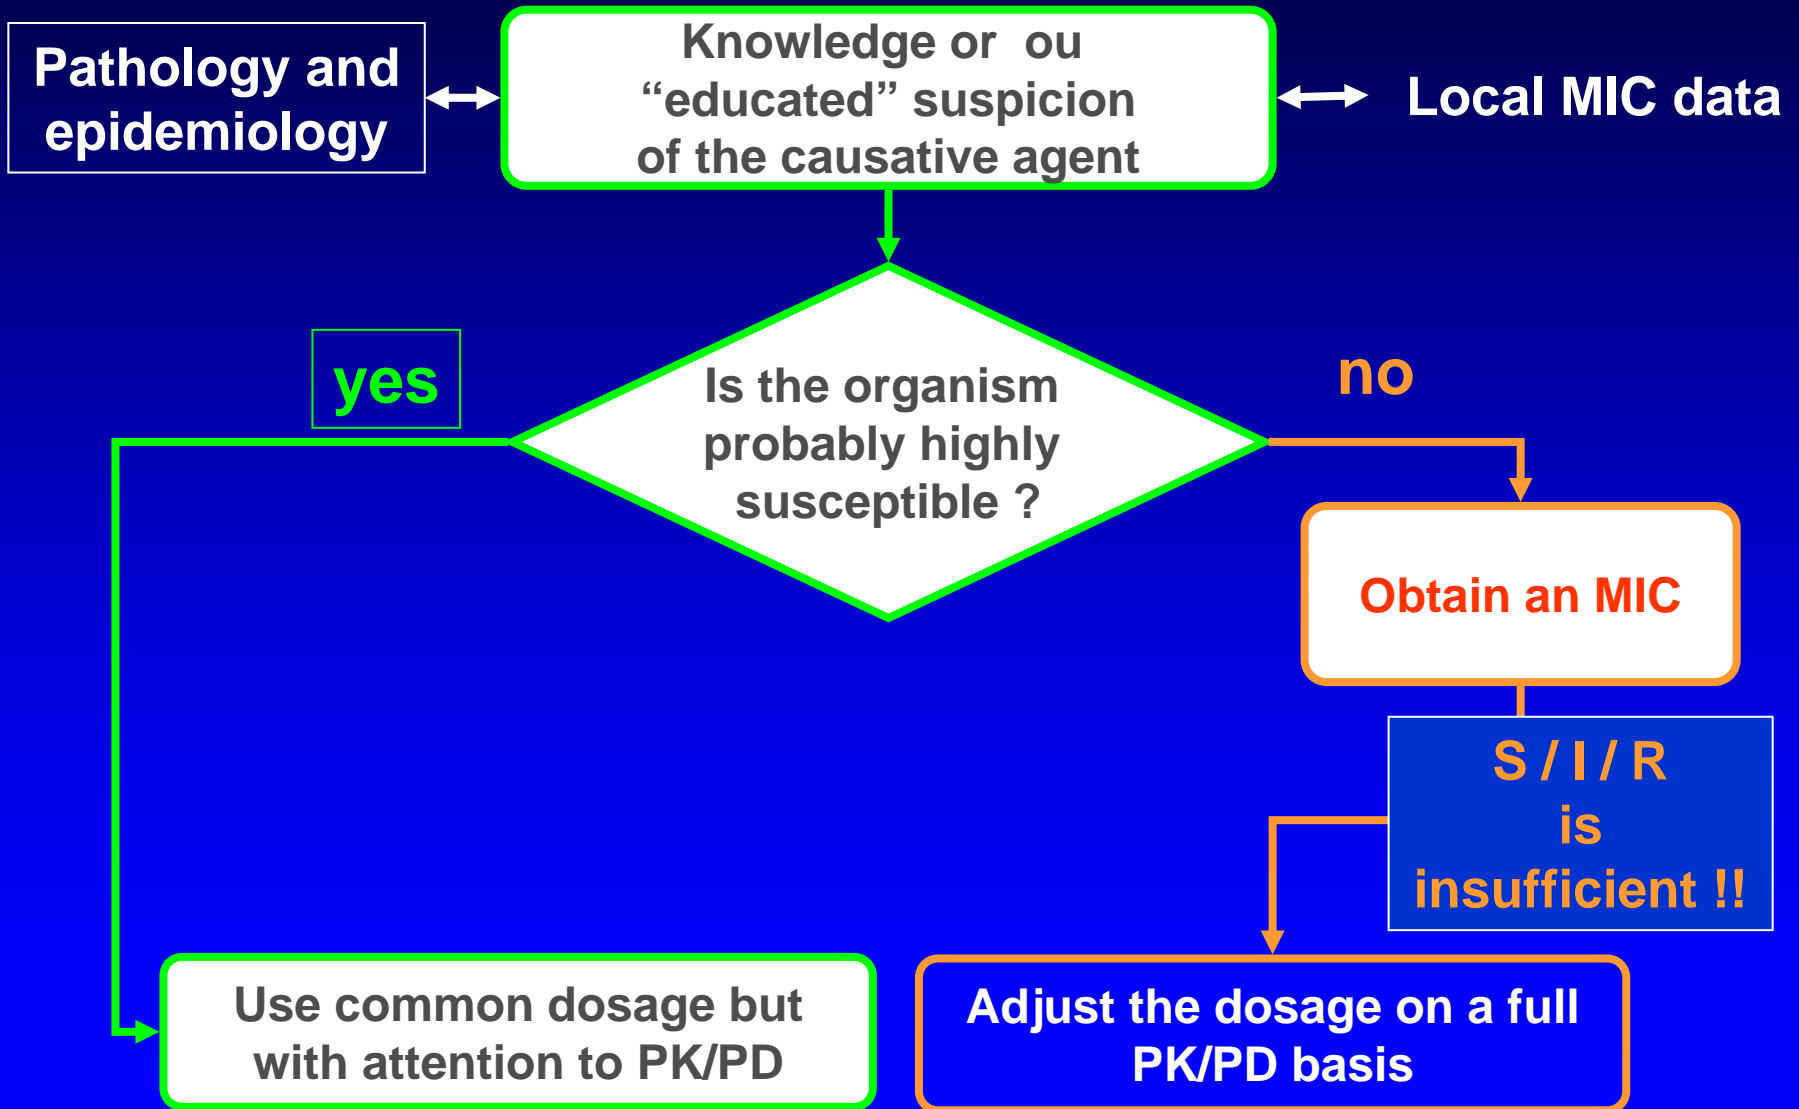 Pathology and
epidemiology
Knowledge or ou
“educated” suspicion
of the causative agent
Local MIC data
yes
Is the organism
probably highly
susceptible ?
no
Obtain an MIC
S / I / R
is
insufficient !!
Use common dosage but
with attention to PK/PD
Adjust the dosage on a full
PK/PD basis